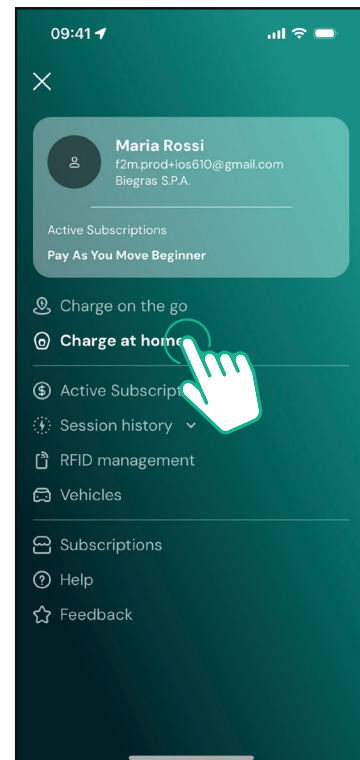 09:41
Maria Rossi
f2m.prod+ios610@gmail.com
Biegras S.P.A.
Active Subscriptions
Pay As You Move Beginner
Charge on the go
Charge at home
Active Subscript
Session history
RFID management
Vehicles
Subscriptions
Help
Feedback